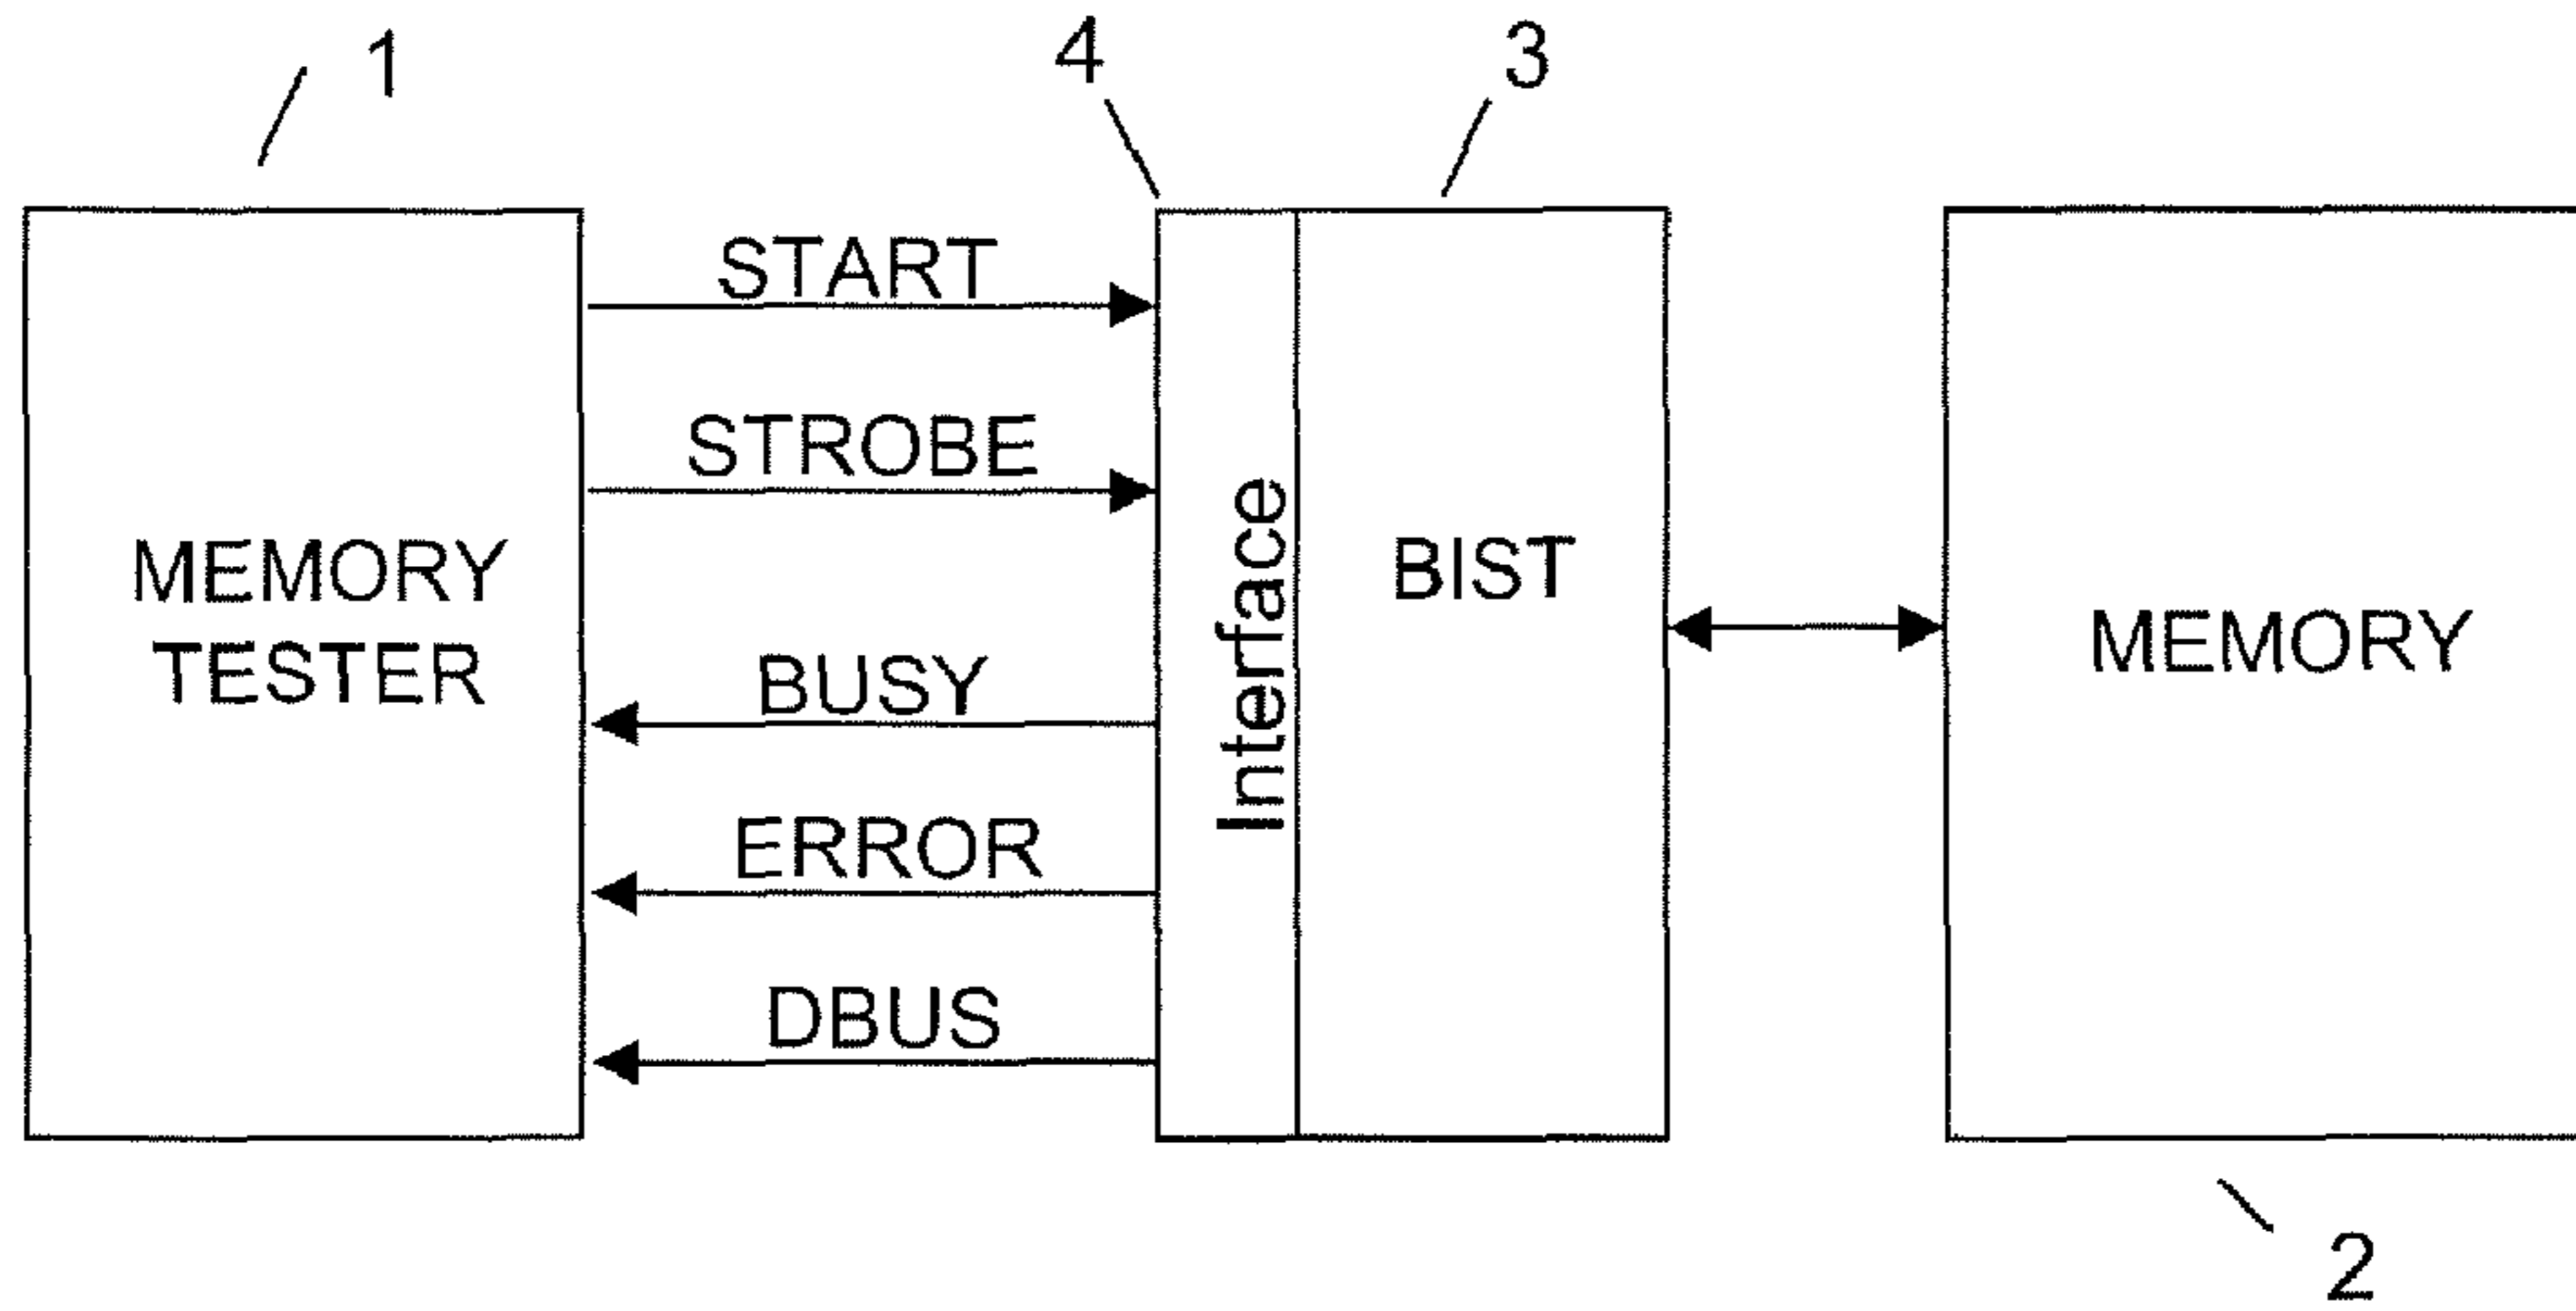 1
4
3
START
STROBE
MEMORY
TESTER
BUSY
ERROR
DBUS
Interface
BIST
MEMORY
2